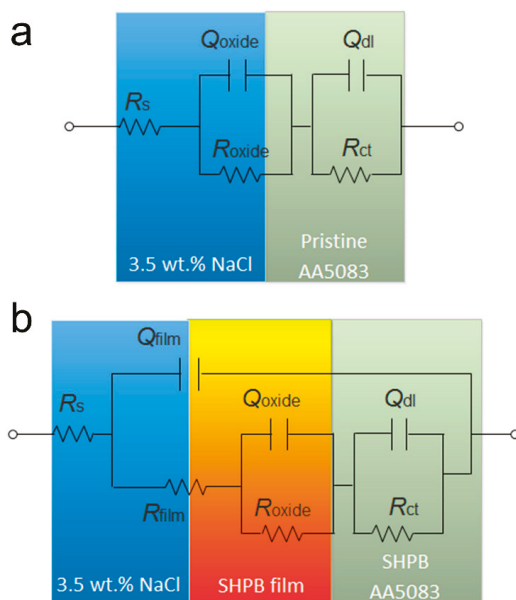 a
Qoxide
Qdl
Rs
Roxide
Rct
3.5 wt.% NaCl
Pristine
AA5083
b
Qfilm
Rs
Qoxide
Qdl
Rfilm
Roxide
Rct
3.5 wt.% NaCl
SHPB film
SHPB
AA5083